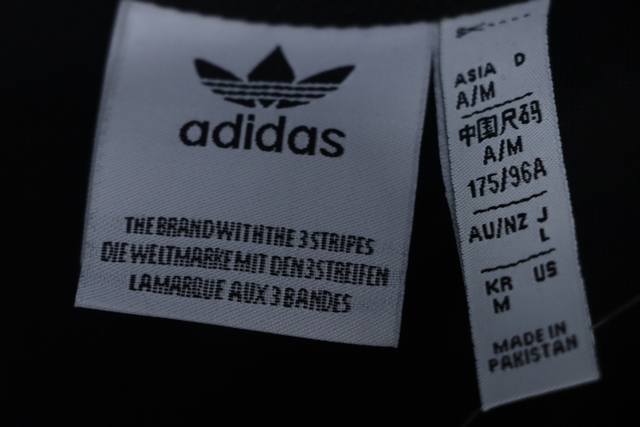 adidas
THE BRAND WITH THE 3 STRIPES
DIE WELTMARKE MIT DEN 3 STREIFEN
LA MARQUE AUX 3 BANDES
ASIA D
A/M
中国尺码
A/M
175/96A
AU/NZ J
L
KR US
M
MADE IN
PAKISTAN